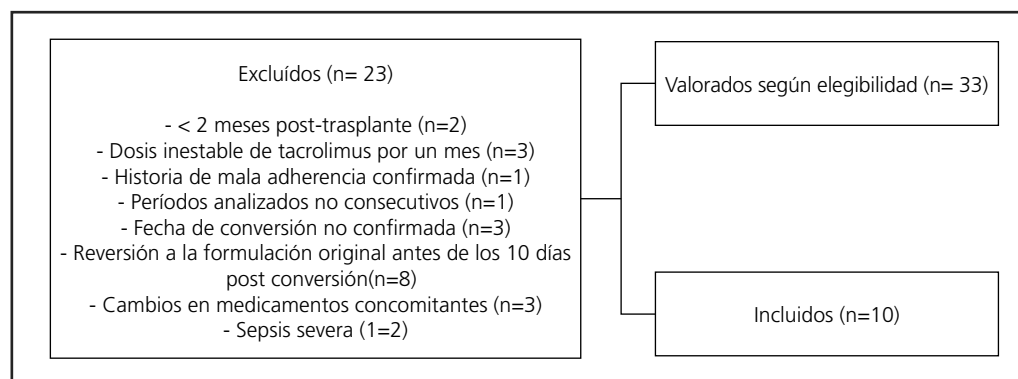 Excluídos (n= 23)
- < 2 meses post-trasplante (n=2)
- Dosis inestable de tacrolimus por un mes (n=3)
- Historia de mala adherencia confirmada (n=1)
- Períodos analizados no consecutivos (n=1)
- Fecha de conversión no confirmada (n=3)
- Reversión a la formulación original antes de los 10 días
post conversión(n=8)
- Cambios en medicamentos concomitantes (n=3)
- Sepsis severa (1=2)
Valorados según elegibilidad (n= 33)
Incluidos (n=10)